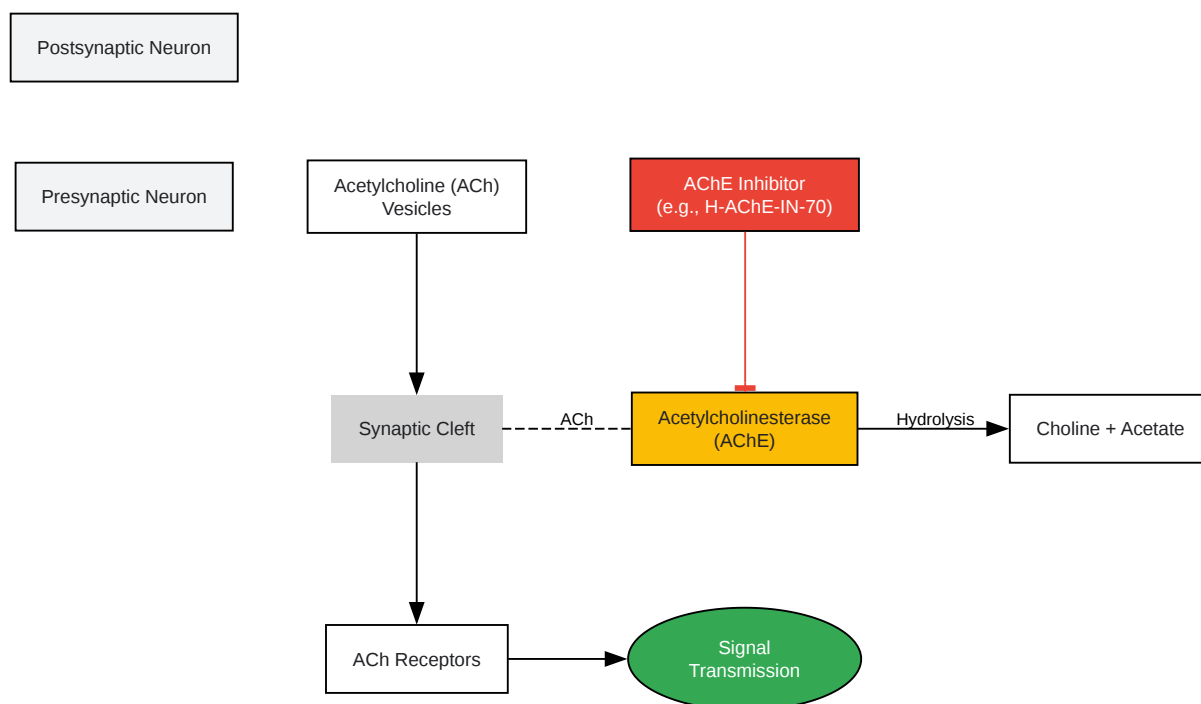 Postsynaptic Neuron
Presynaptic Neuron
Acetylcholine (ACh)
Vesicles
AChE Inhibitor
(e.g., H-AChE-IN-70)
Synaptic Cleft
ACh
Acetylcholinesterase
(AChE)
Hydrolysis
Choline + Acetate
ACh Receptors
Signal
Transmission